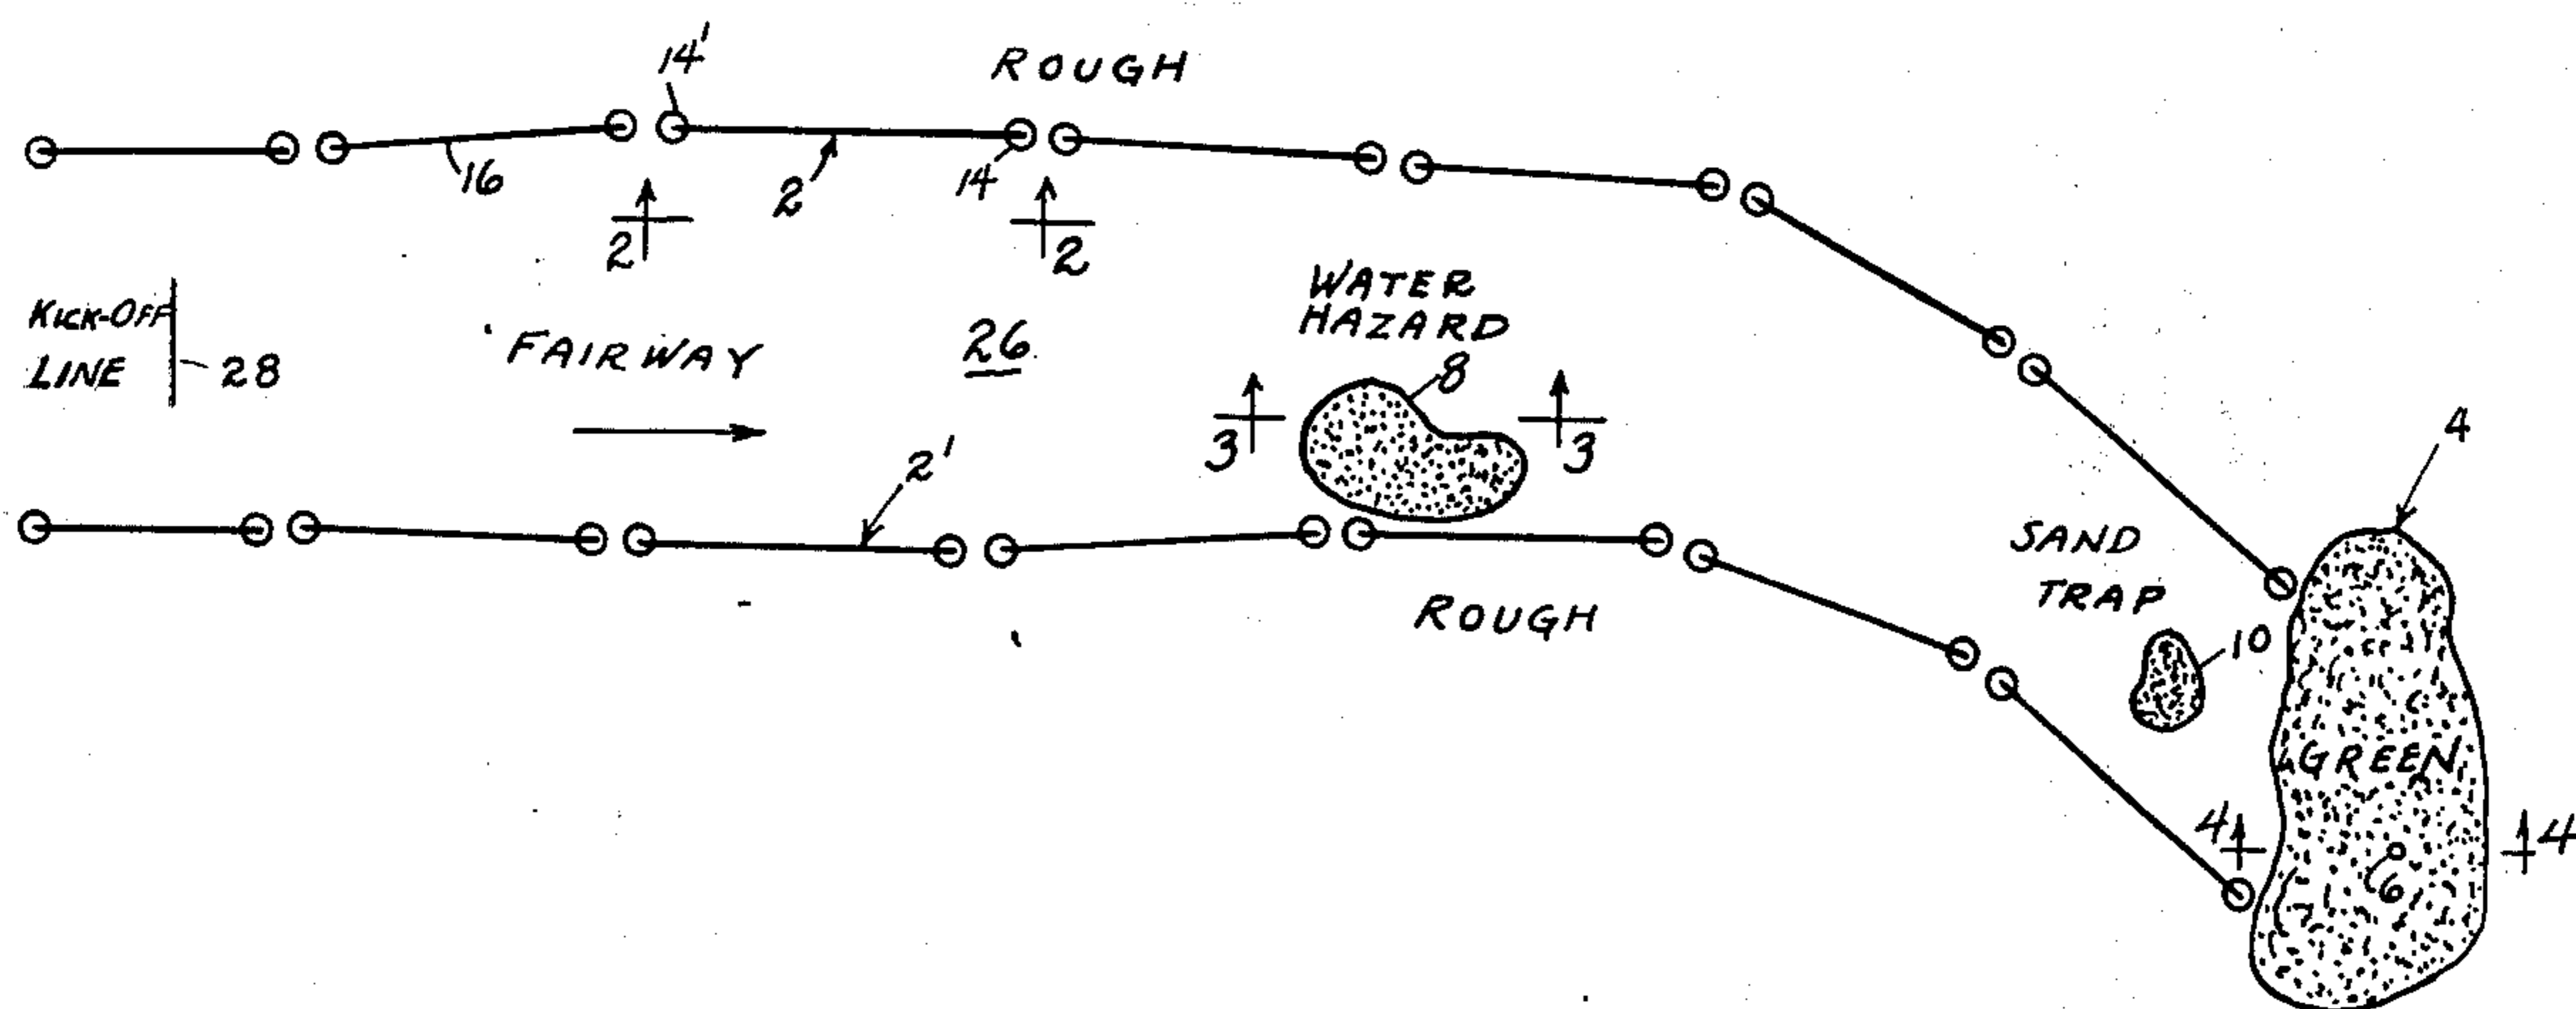 14'
ROUGH
16
2
14
2
2
KICK-OFF
LINE
28
FAIRWAY
26
WATER
HAZARD
8
3
3
2'
4
SAND
TRAP
10
ROUGH
GREEN
4
4
6